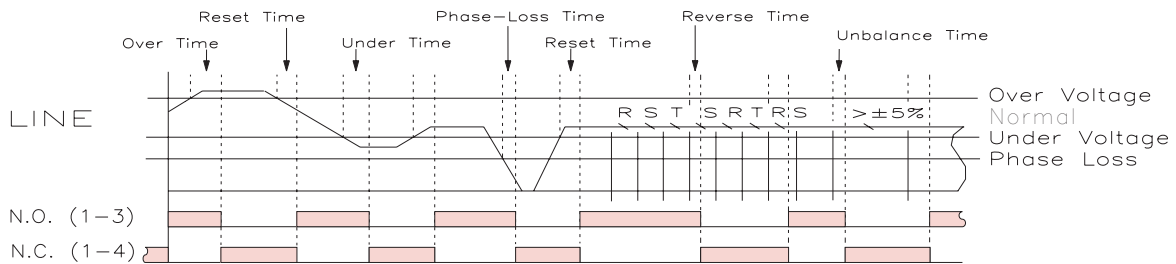 Reset Time
Phase-Loss Time
Reverse Time
Over Time
Under Time
Reset Time
Unbalance Time
LINE
R S T S R T R S
>±5%
Over Voltage
Normal
Under Voltage
Phase Loss
N.O. (1-3)
N.C. (1-4)